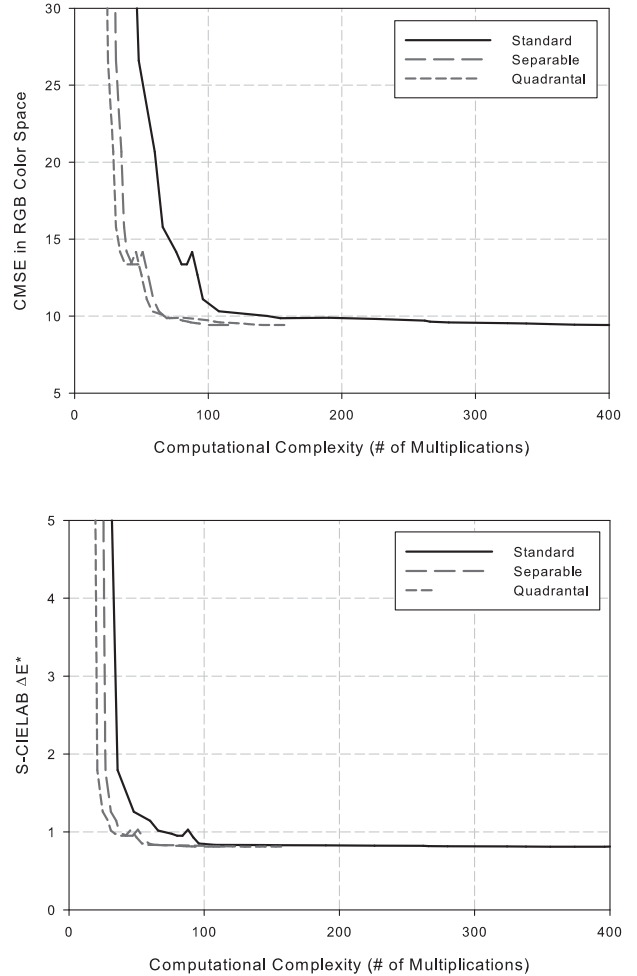 30
25
20
15
10
5
CMSE in RGB Color Space
Standard
Separable
Quadrantal
0 100 200 300 400
Computational Complexity (# of Multiplications)
5
4
3
2
1
0
S-CIELAB ΔE*
Standard
Separable
Quadrantal
0 100 200 300 400
Computational Complexity (# of Multiplications)